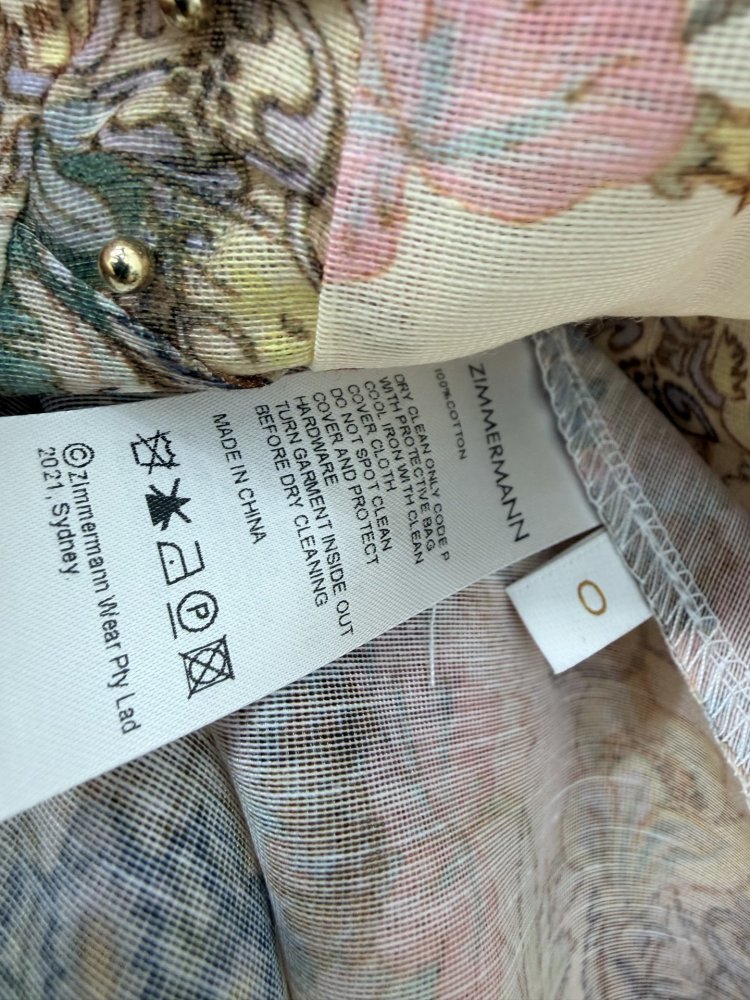 ZIMMERMANN
100%COTTON
DRY CLEAN ONLY CODE P
WITH PROTECTIVE BAG
COOL IRON WITH CLEAN
COVER CLOTH
DO NOT SPOT CLEAN
COVER AND PROTECT
HARDWARE
TURN GARMENT INSIDE OUT
BEFORE DRY CLEANING
MADE IN CHINA
P
©Zimmermann Wear Pty Lad
2021, Sydney
0